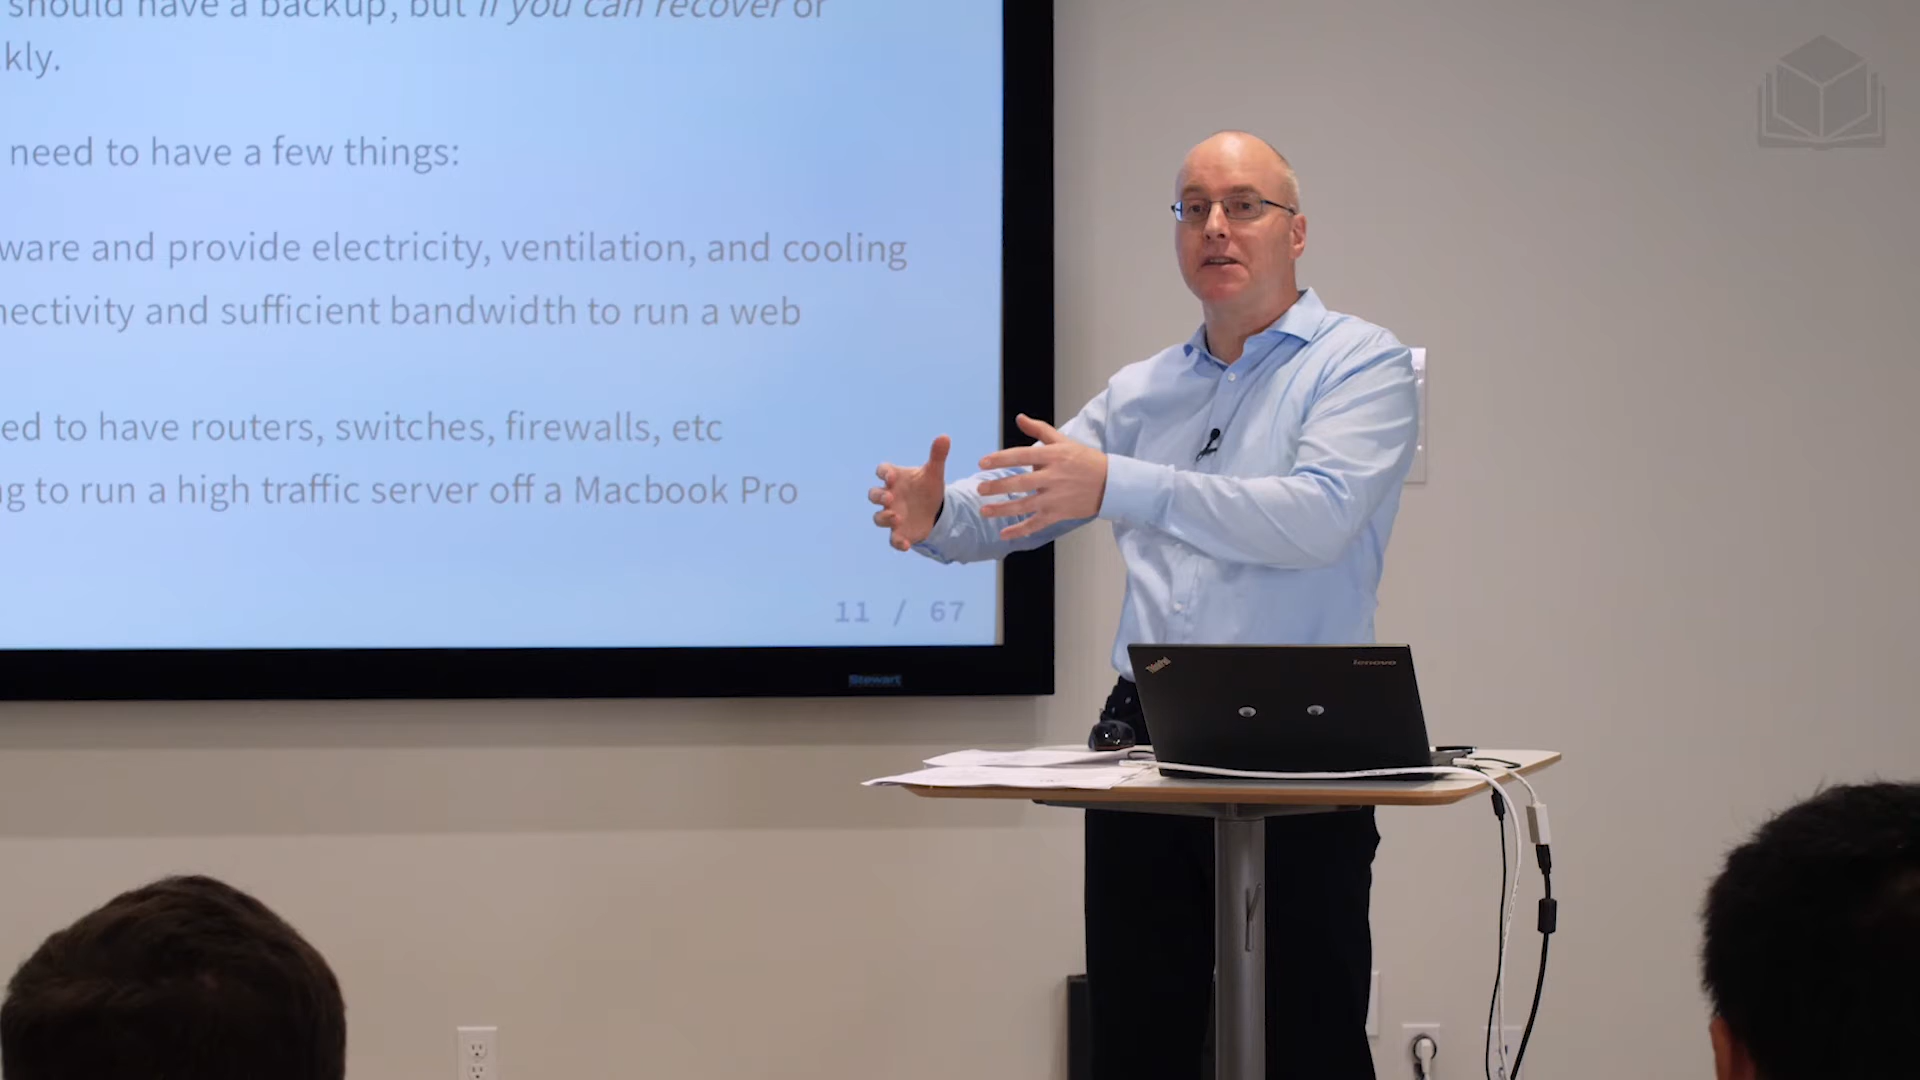 should have a backup, but if you can recover or
kly.
need to have a few things:
ware and provide electricity, ventilation, and cooling
nectivity and sufficient bandwidth to run a web
ed to have routers, switches, firewalls, etc
ng to run a high traffic server off a Macbook Pro
11 / 67
Stewart
ThinkPad
lenovo